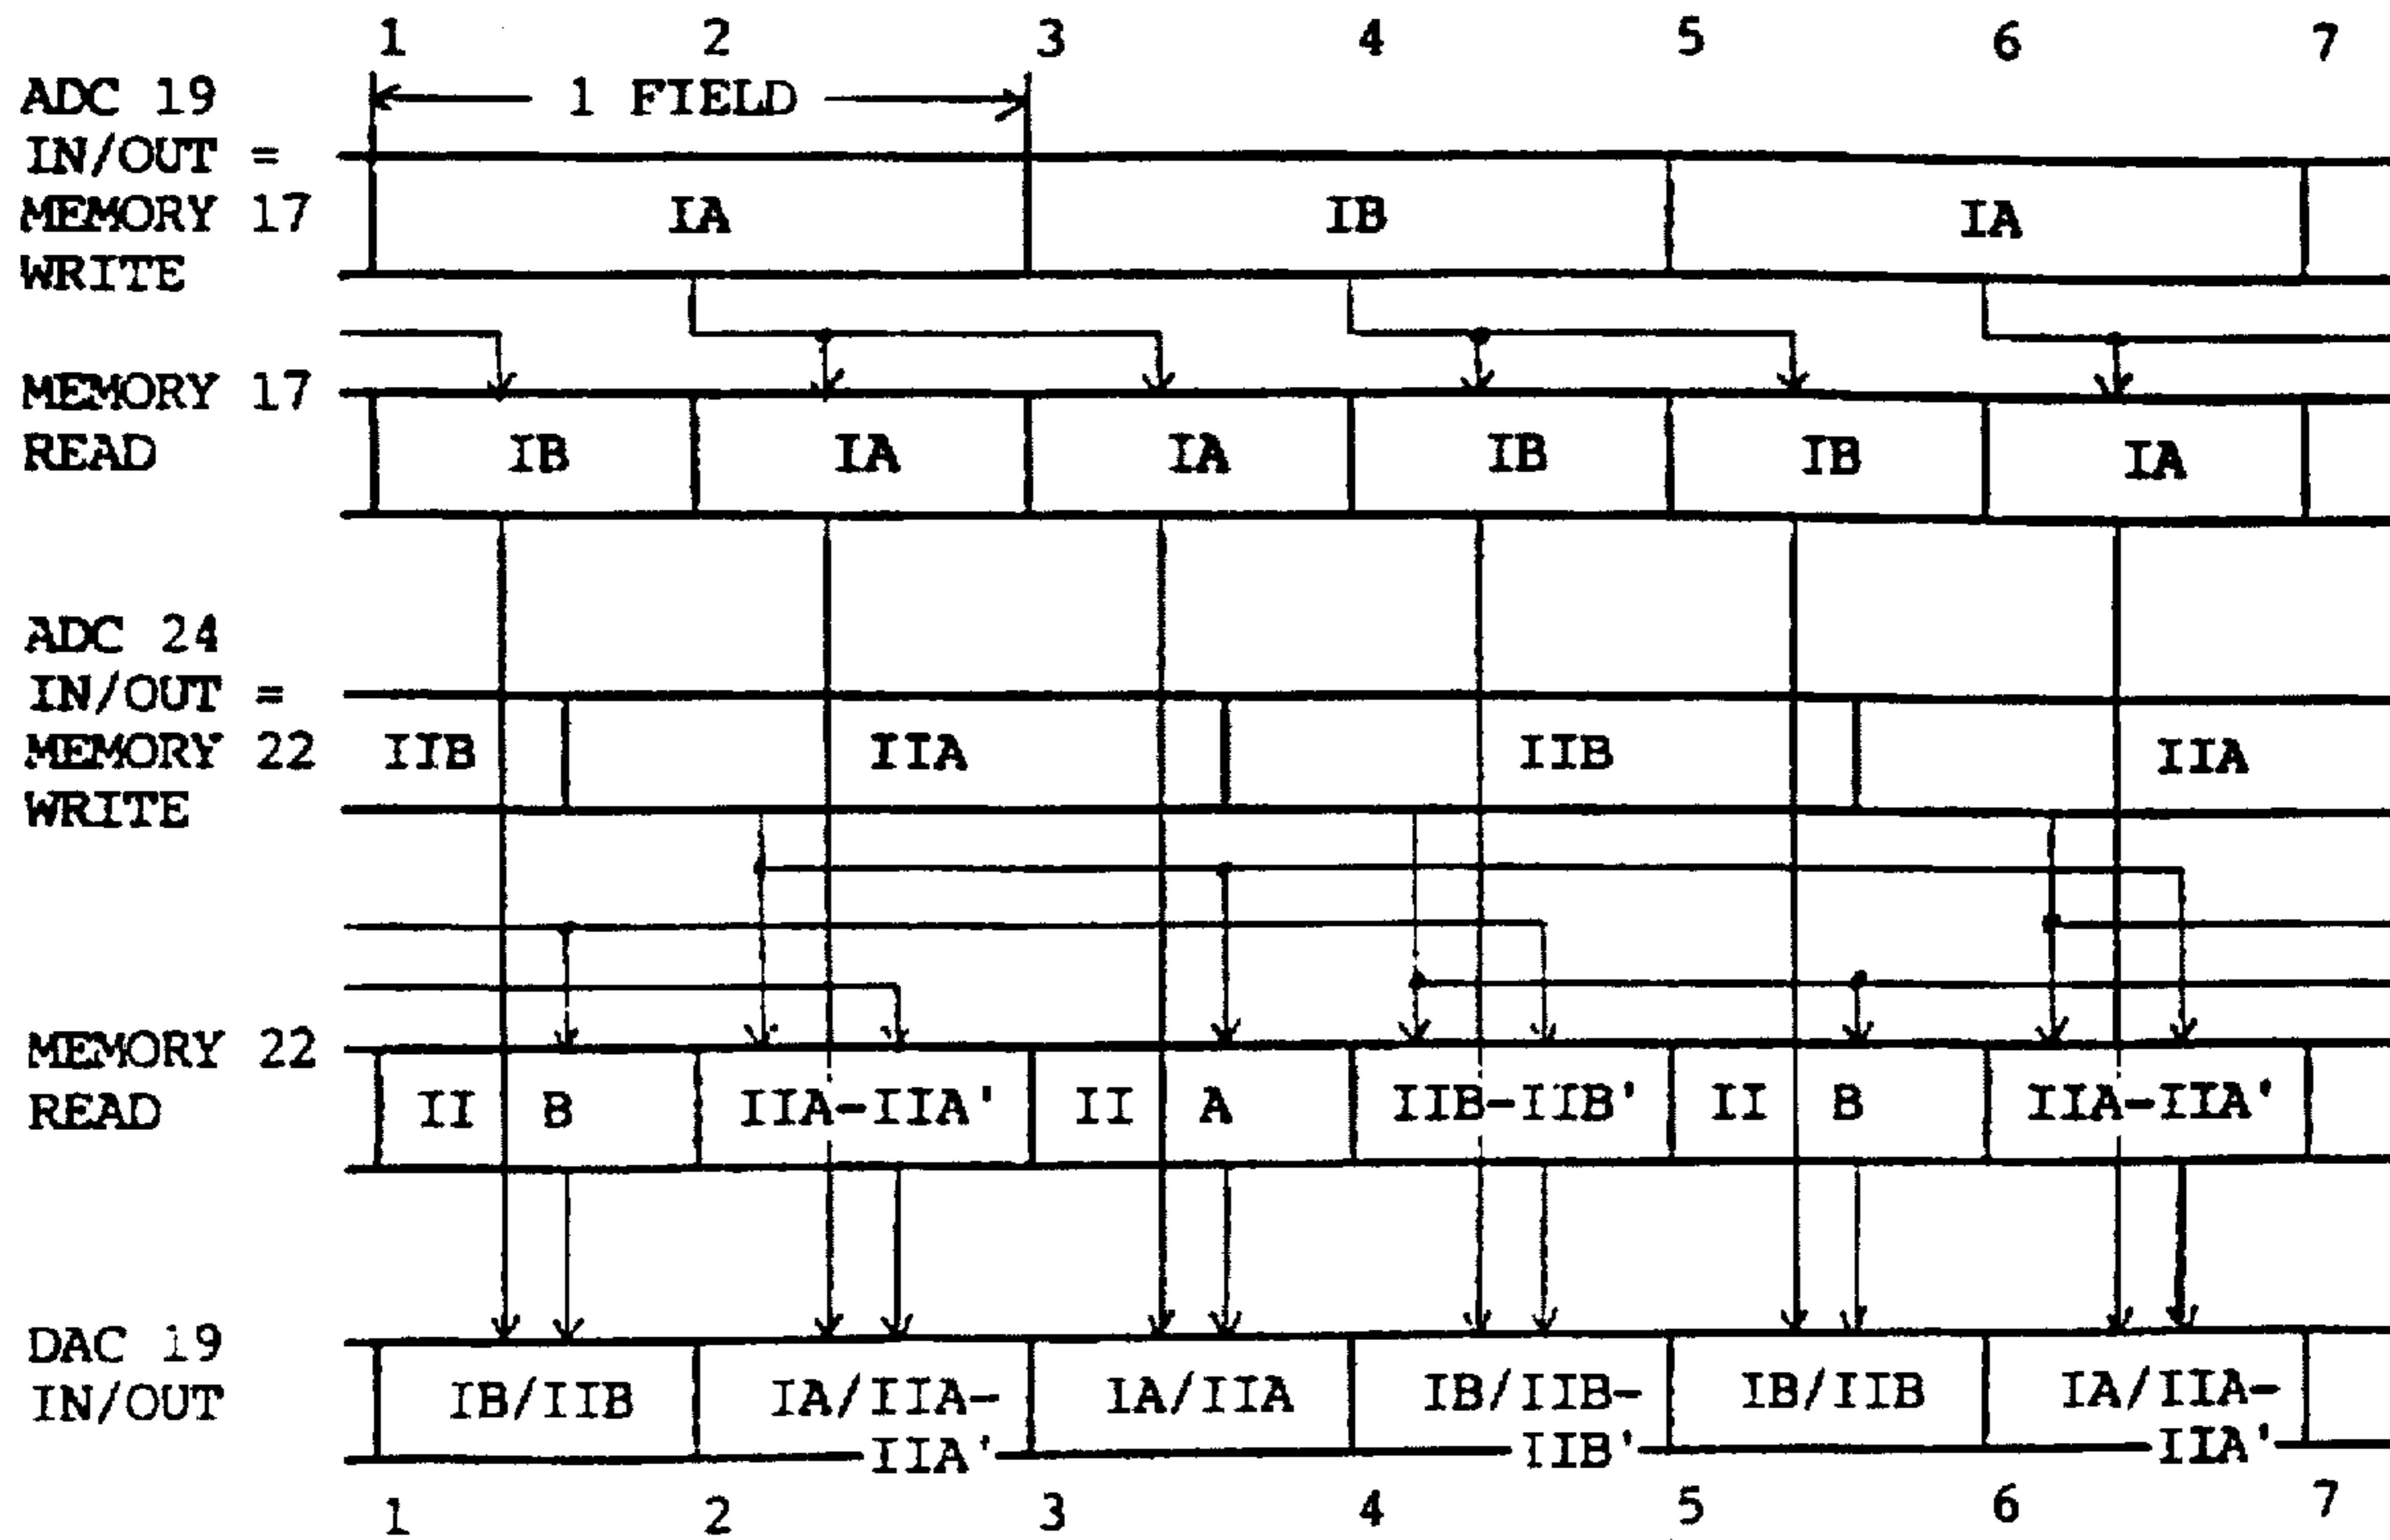 1 2 3 4 5 6 7
ADC 19
IN/OUT =
MEMORY 17
WRITE
1 FIELD
IA IB IA
MEMORY 17
READ
IB IA IA IB IB IA
ADC 24
IN/OUT =
MEMORY 22
WRITE
IIB IIA IIB IIA
MEMORY 22
READ
II B IIA-IIA' II A IIB-IIB' II B IIA-IIA'
DAC 19
IN/OUT
IB/IIB IA/IIA- IA/IIA IB/IIB- IB/IIB IA/IIA-
IIA' IIB' IIA'
1 2 3 4 5 6 7